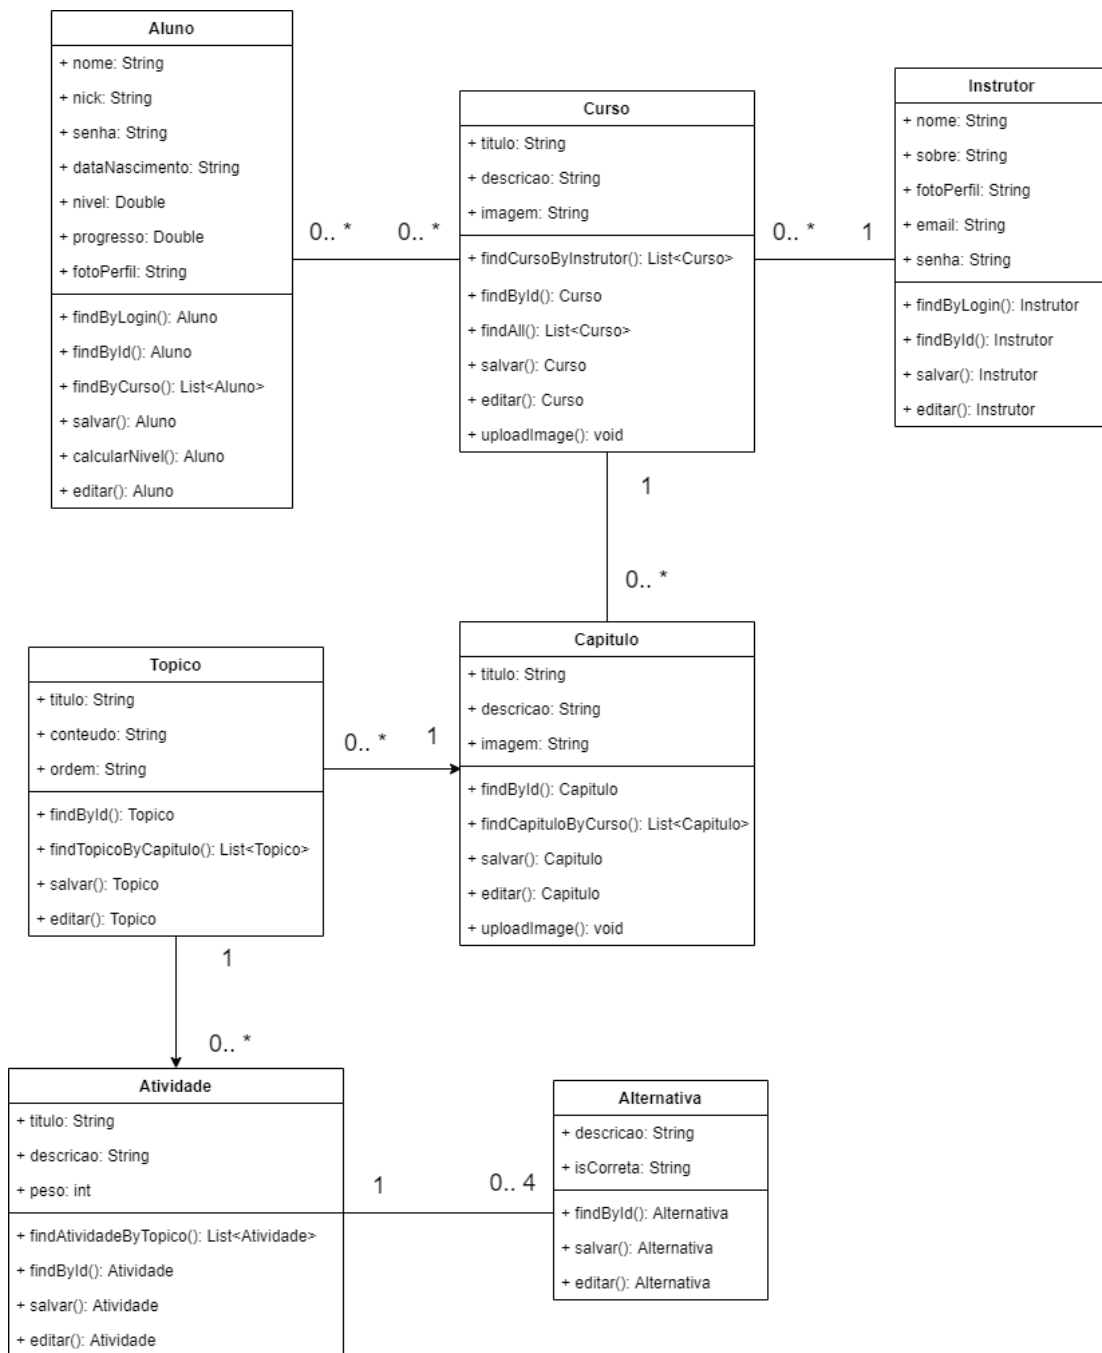 Aluno
+ nome: String
+ nick: String
+ senha: String
+ dataNascimento: String
+ nivel: Double
+ progresso: Double
+ fotoPerfil: String
+ findByLogin(): Aluno
+ findById(): Aluno
+ findByCurso(): List<Aluno>
+ salvar(): Aluno
+ calcularNivel(): Aluno
+ editar(): Aluno
0.. *
0.. *
Curso
+ titulo: String
+ descricao: String
+ imagem: String
+ findCursoByInstrutor(): List<Curso>
+ findById(): Curso
+ findAll(): List<Curso>
+ salvar(): Curso
+ editar(): Curso
+ uploadImage(): void
0.. *
1
Instrutor
+ nome: String
+ sobre: String
+ fotoPerfil: String
+ email: String
+ senha: String
+ findByLogin(): Instrutor
+ findById(): Instrutor
+ salvar(): Instrutor
+ editar(): Instrutor
1
0.. *
Topico
+ titulo: String
+ conteudo: String
+ ordem: String
+ findById(): Topico
+ findTopicoByCapitulo(): List<Topico>
+ salvar(): Topico
+ editar(): Topico
0.. *
1
Capitulo
+ titulo: String
+ descricao: String
+ imagem: String
+ findById(): Capitulo
+ findCapituloByCurso(): List<Capitulo>
+ salvar(): Capitulo
+ editar(): Capitulo
+ uploadImage(): void
1
0.. *
Atividade
+ titulo: String
+ descricao: String
+ peso: int
+ findAtividadeByTopico(): List<Atividade>
+ findById(): Atividade
+ salvar(): Atividade
+ editar(): Atividade
1
0.. 4
Alternativa
+ descricao: String
+ isCorreta: String
+ findById(): Alternativa
+ salvar(): Alternativa
+ editar(): Alternativa